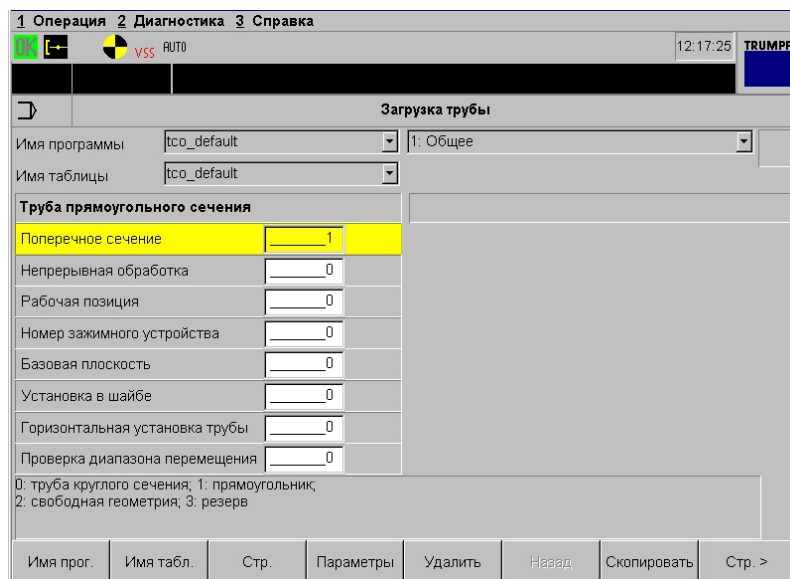 1 Операция 2 Диагностика 3 Справка
OK VSS AUTO 12:17:25 TRUMPF
Загрузка трубы
Имя программы tco_default 1: Общее
Имя таблицы tco_default
Труба прямоугольного сечения
Поперечное сечение 1
Непрерывная обработка 0
Рабочая позиция 0
Номер зажимного устройства 0
Базовая плоскость 0
Установка в шайбе 0
Горизонтальная установка трубы 0
Проверка диапазона перемещения 0
0: труба круглого сечения; 1: прямоугольник;
2: свободная геометрия; 3: резерв
Имя прог. Имя табл. Стр. Параметры Удалить Назад Скопировать Стр. >